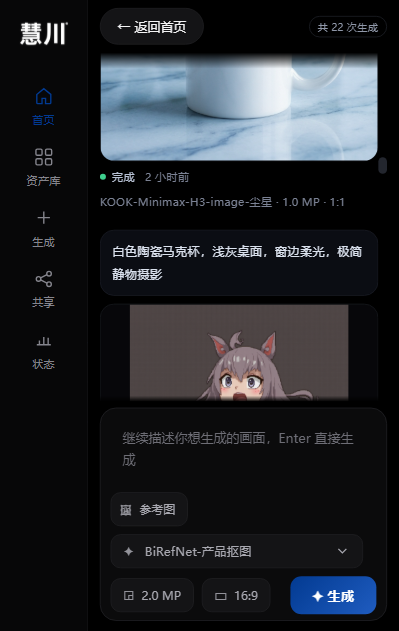 慧川
首页
资产库
生成
共享
状态
← 返回首页
共 22 次生成
完成 2 小时前
KOOK-Minimax-H3-image-尘星 · 1.0 MP · 1:1
白色陶瓷马克杯，浅灰桌面，窗边柔光，极简
静物摄影
继续描述你想生成的画面，Enter 直接生
成
参考图
BiRefNet-产品抠图
2.0 MP
16:9
生成